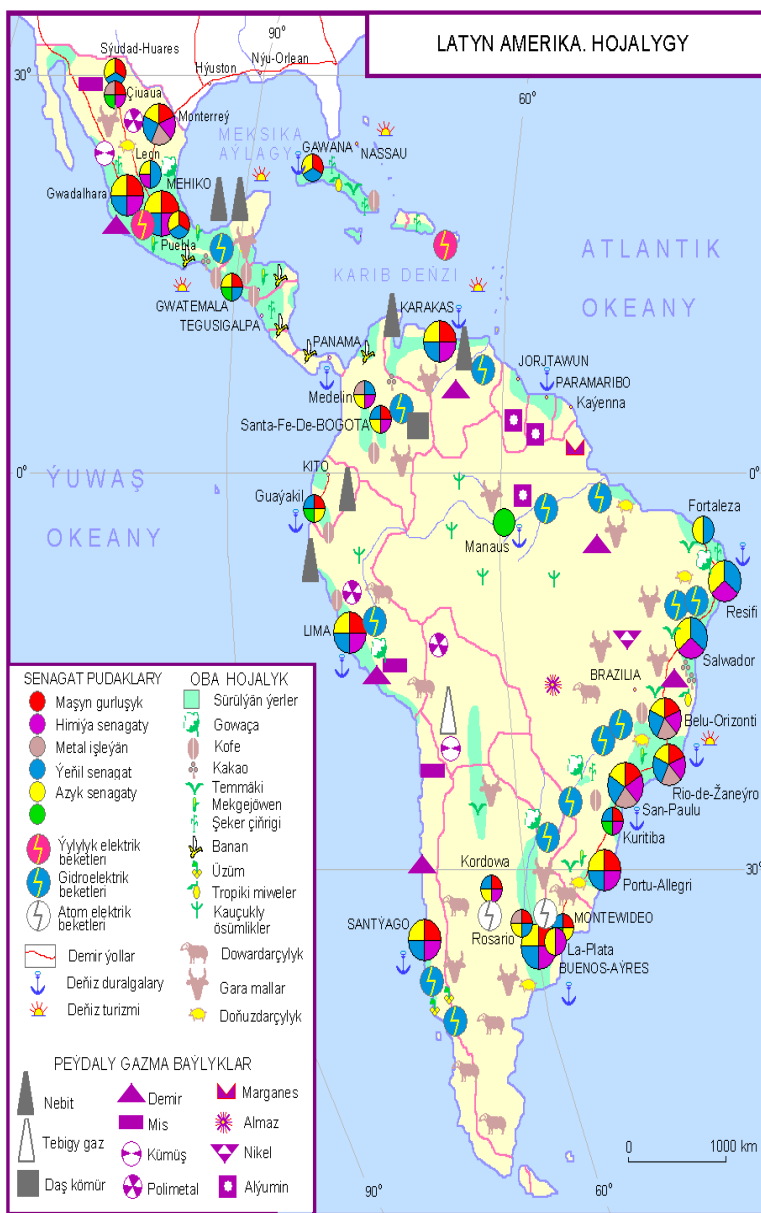 LATYN AMERIKA. HOJALYGY
90°
Sýudad-Huares
Nýu-Orlean
Hýuston
30°
60°
Çiuaua
Monterreý
MEKSIKA
AÝLAGY
Leon
GAWANA
NASSAU
MEHIKO
Gwadalhara
Puebla
ATLANTIK
OKEANY
KARIB DEŇZI
GWATEMALA
TEGUSIGALPA
KARAKAS
PANAMA
JORJTAWUN
PARAMARIBO
Kaýenna
Medelin
Santa-Fe-De-BOGOTA
0°
KITO
0°
ÝUWAŞ
OKEANY
Guaýakil
Manaus
Fortaleza
Resifi
LIMA
Salwador
BRAZILIA
Belu-Orizonti
Rio-de-Žaneýro
San-Paulu
Kuritiba
Kordowa
Portu-Allegri
30°
SANTÝAGO
Rosario
MONTEWIDEO
La-Plata
BUENOS-AÝRES
SENAGAT PUDAKLARY
Maşyn gurluşyk
Himiýa senagaty
Metal işleýän
Ýeňil senagat
Azyk senagaty
Ýylylyk elektrik
beketleri
Gidroelektrik
beketleri
Atom elektrik
beketleri
Demir ýollar
Deňiz duralgalary
Deňiz turizmi
OBA HOJALYK
Sürülýän ýerler
Gowaça
Kofe
Kakao
Temmäki
Mekgejöwen
Şeker çiňrigi
Banan
Üzüm
Tropiki miweler
Kauçukly
ösümlikler
Dowardarçylyk
Gara mallar
Doňuzdarçylyk
PEÝDALY GAZMA BAÝLYKLAR
Nebit
Tebigy gaz
Daş kömür
Demir
Mis
Kümüş
Polimetal
Marganes
Almaz
Nikel
Alýumin
0 1000 km
90°
60°